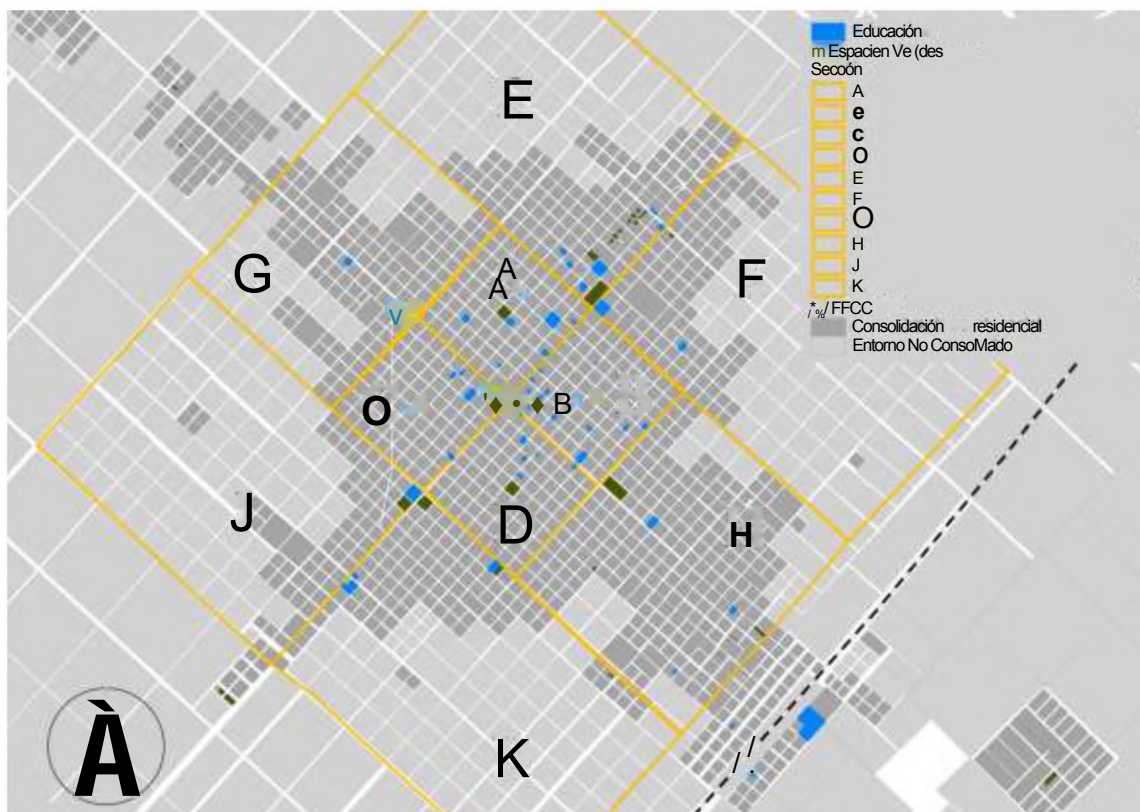 Educación
m Espacien Ve (des
Secoón
A
e
c
O
E
F
O
H
J
K
/ FFCC
Consolidación residencial
Entorno No ConsoMado
E
G
A
A
F
V
O
B
J
D
H
K
À